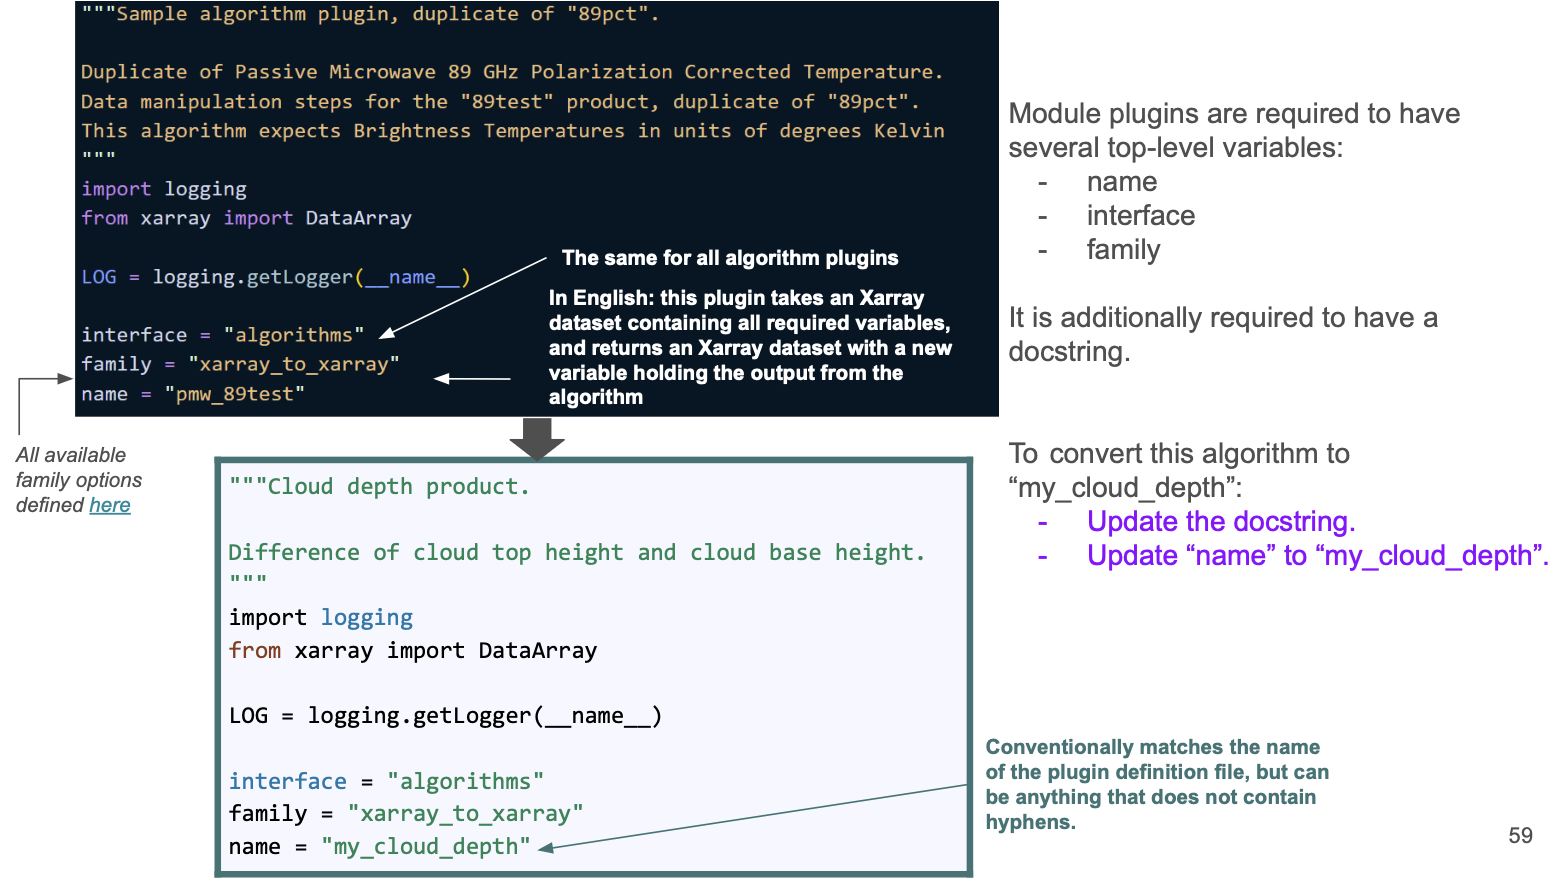 """Sample algorithm plugin, duplicate of "89pct".
Duplicate of Passive Microwave 89 GHz Polarization Corrected Temperature.
Data manipulation steps for the "89test" product, duplicate of "89pct".
This algorithm expects Brightness Temperatures in units of degrees Kelvin
"""
import logging
from xarray import DataArray
LOG = logging.getLogger(__name__)
interface = "algorithms"
family = "xarray_to_xarray"
name = "pmw_89test"
The same for all algorithm plugins
In English: this plugin takes an Xarray
dataset containing all required variables,
and returns an Xarray dataset with a new
variable holding the output from the
algorithm
All available
family options
defined here
Module plugins are required to have
several top-level variables:
- name
- interface
- family
It is additionally required to have a
docstring.
To convert this algorithm to
“my_cloud_depth”:
- Update the docstring.
- Update “name” to “my_cloud_depth”.
"""Cloud depth product.
Difference of cloud top height and cloud base height.
"""
import logging
from xarray import DataArray
LOG = logging.getLogger(__name__)
interface = "algorithms"
family = "xarray_to_xarray"
name = "my_cloud_depth"
Conventionally matches the name
of the plugin definition file, but can
be anything that does not contain
hyphens.
59